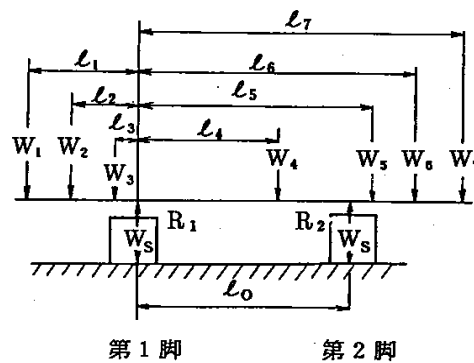 ℓ₇
ℓ₁ ℓ₆
ℓ₂ ℓ₅
ℓ₃ ℓ₄
W₁ W₂ W₃ W₄ W₅ W₆ W
R₁ R₂
Wₛ Wₛ
ℓ₀
第1脚 第2脚